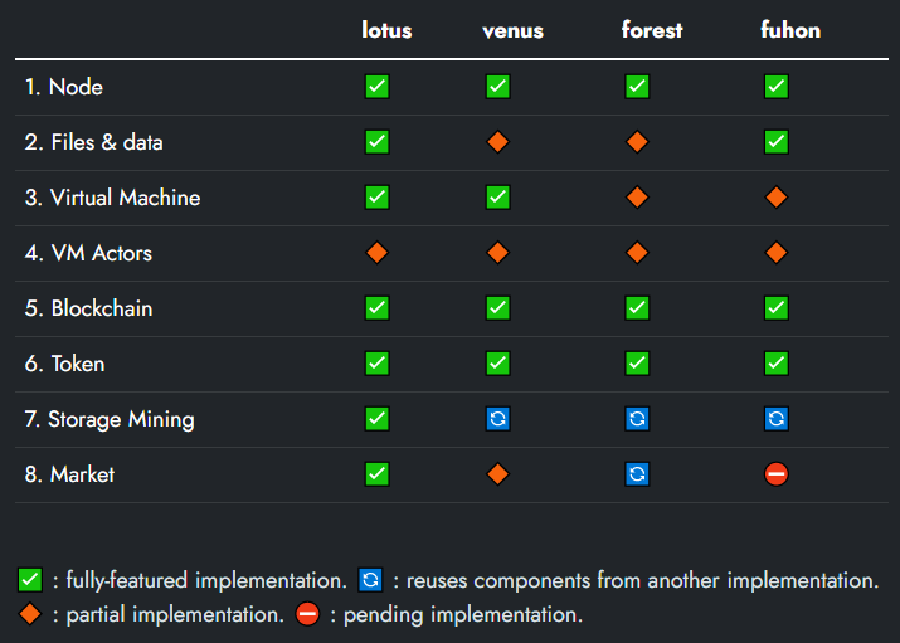 lotus venus forest fuhon
1. Node ✅ ✅ ✅ ✅
2. Files & data ✅ 🔸 🔸 ✅
3. Virtual Machine ✅ ✅ 🔸 🔸
4. VM Actors 🔸 🔸 🔸 🔸
5. Blockchain ✅ ✅ ✅ ✅
6. Token ✅ ✅ ✅ ✅
7. Storage Mining ✅ 🔄 🔄 🔄
8. Market ✅ 🔸 🔄 ⛔
✅ : fully-featured implementation. 🔄 : reuses components from another implementation.
🔸 : partial implementation. ⛔ : pending implementation.